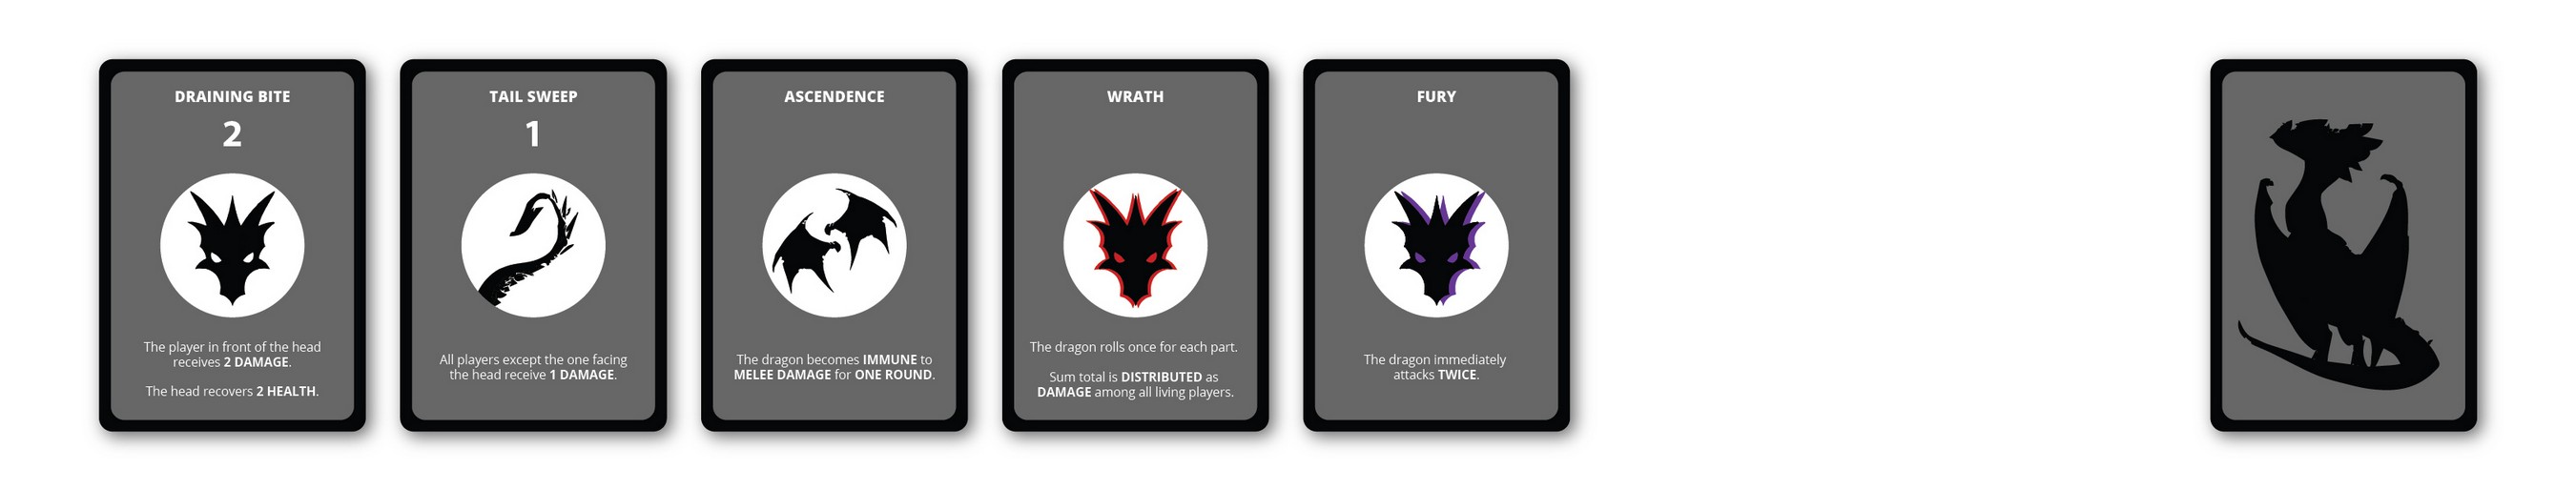 DRAINING BITE
2
The player in front of the head
receives 2 DAMAGE.
The head recovers 2 HEALTH.
TAIL SWEEP
1
All players except the one facing
the head receive 1 DAMAGE.
ASCENDENCE
The dragon becomes IMMUNE to
MELEE DAMAGE for ONE ROUND.
WRATH
The dragon rolls once for each part.
Sum total is DISTRIBUTED as
DAMAGE among all living players.
FURY
The dragon immediately
attacks TWICE.